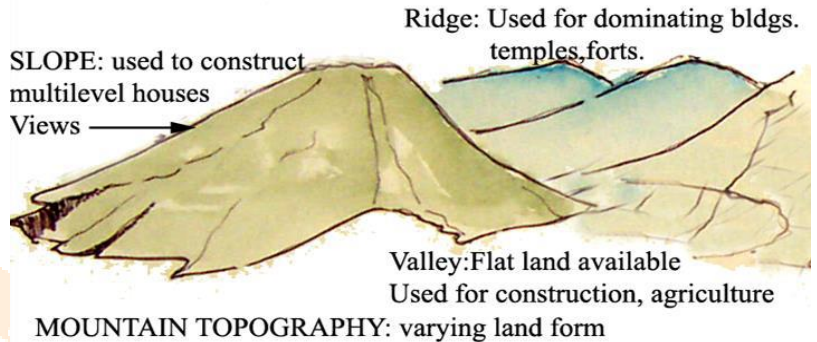 Ridge: Used for dominating bldgs.
temples,forts.
SLOPE: used to construct
multilevel houses
Views
Valley:Flat land available
Used for construction, agriculture
MOUNTAIN TOPOGRAPHY: varying land form